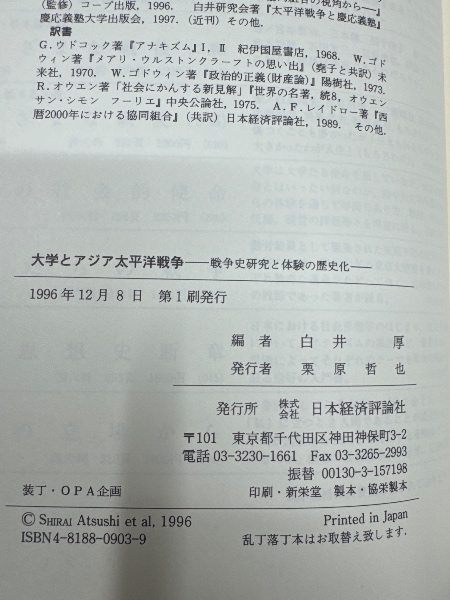 （監修）コープ出版，1996． 白井研究会著『太平洋戦争と慶応義塾』
慶応義塾大学出版会，1997．（近刊）その他．
訳書
G．ウドコック著『アナキズム』I，II 紀伊国屋書店，1968． W．ゴド
ウィン著『メアリ・ウルストンクラーフトの思い出』（堯子と共訳）未
来社，1970． W．ゴドウィン著『政治的正義（財産論）』陽樹社，1973．
R．オウエン著「社会にかんする新見解」『世界の名著，続8，オウエン
サン・シモン フーリエ』中央公論社，1975． A．F．レイドロー著『西
暦2000年における協同組合』（共訳）日本経済評論社，1989． その他．
大学とアジア太平洋戦争──戦争史研究と体験の歴史化──
1996年12月8日 第1刷発行
編者 白井 厚
発行者 栗原哲也
発行所 株式会社 日本経済評論社
〒101 東京都千代田区神田神保町3-2
電話03-3230-1661 Fax 03-3265-2993
振替 00130-3-157198
装丁・OPA企画 印刷・新栄堂 製本・協栄製本
© SHIRAI Atsushi et al, 1996 Printed in Japan
ISBN4-8188-0903-9 乱丁落丁本はお取替え致します．